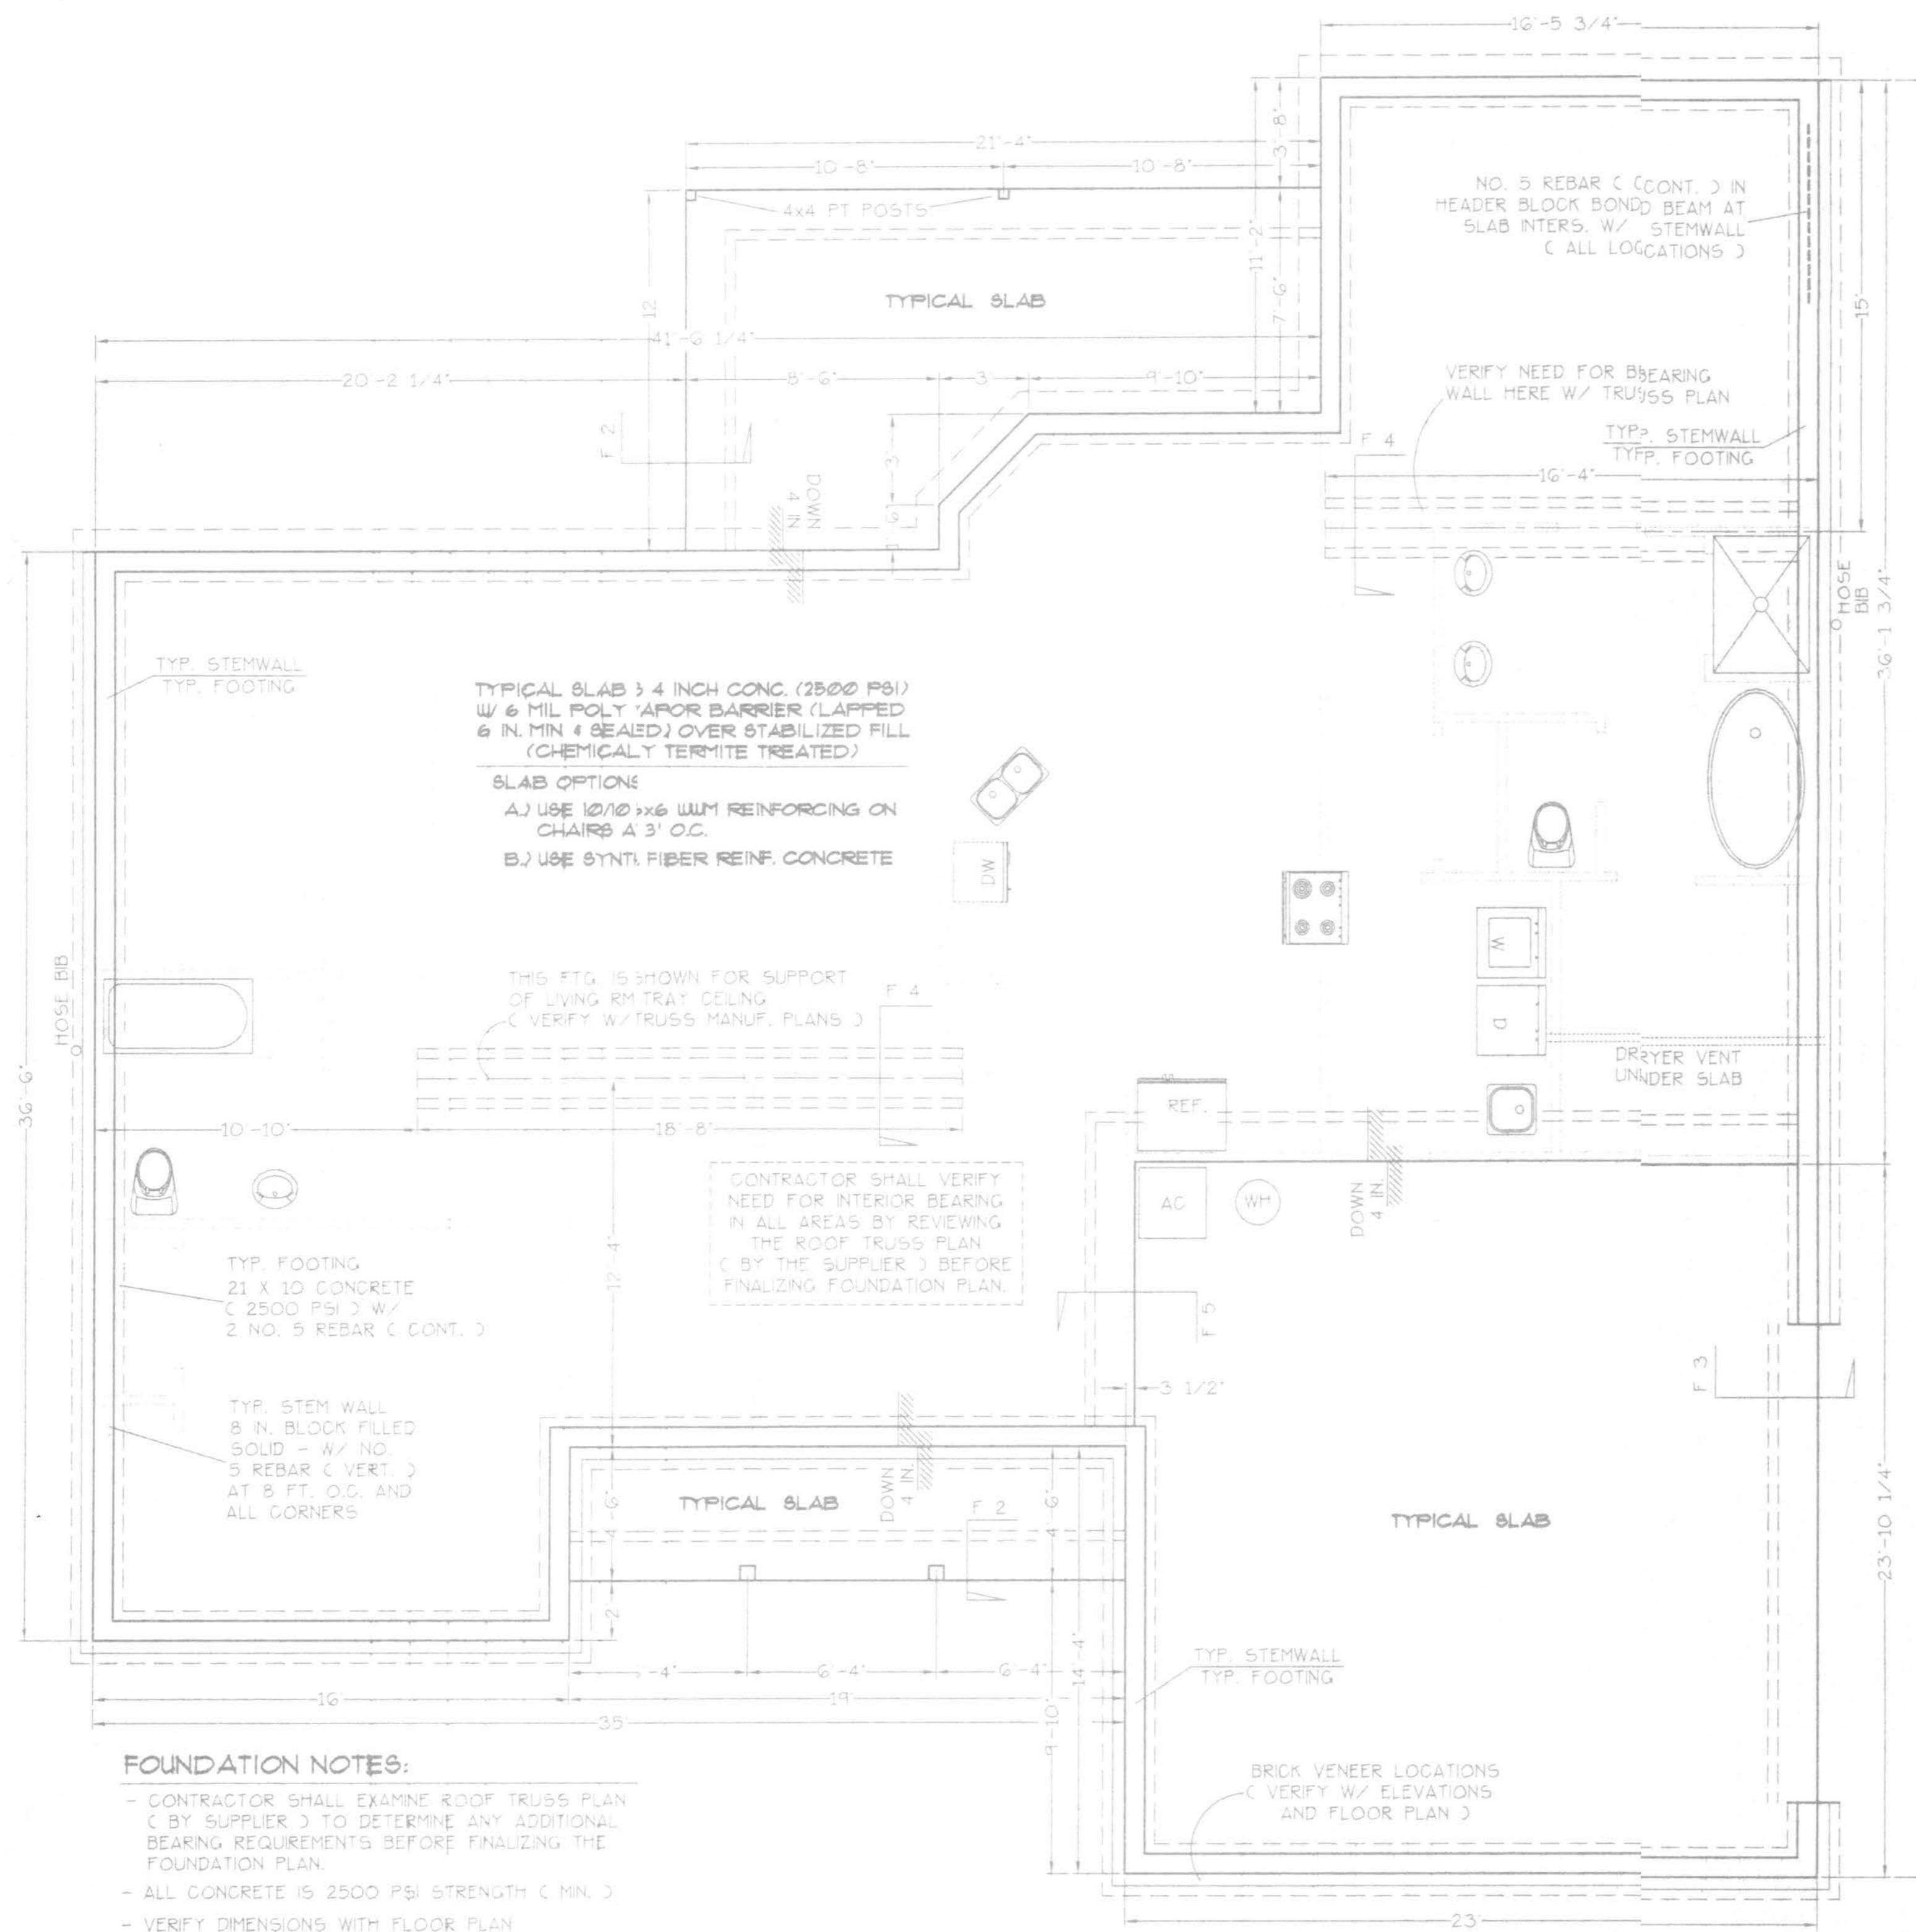 16'-5 3/4"
21'-4"
10'-8"
10'-8"
3'-8"
4x4 PT POSTS
NO. 5 REBAR ( CONT. ) IN
HEADER BLOCK BOND BEAM AT
SLAB INTERS. W/ STEMWALL
( ALL LOCATIONS )
11'-2"
7'-6"
12'
15'
TYPICAL SLAB
41'-6 1/4"
20'-2 1/4"
8'-6"
3'
9'-10"
VERIFY NEED FOR BEARING
WALL HERE W/ TRUSS PLAN
F 2
F 4
TYP. STEMWALL
TYP. FOOTING
16'-4"
3'
DOWN
4 IN.
HOSE
BIB
36'-1 3/4"
TYP. STEMWALL
TYP. FOOTING
TYPICAL SLAB 4 INCH CONC. (2500 PSI)
W/ 6 MIL POLY VAPOR BARRIER (LAPPED
6 IN. MIN & SEALED) OVER STABILIZED FILL
(CHEMICALY TERMITE TREATED)
SLAB OPTIONS
A.) USE 10/10 6x6 WWM REINFORCING ON
CHAIRS A 3' O.C.
B.) USE SYNTH. FIBER REINF. CONCRETE
DW
W
D
HOSE BIB
36'-6"
THIS FTG. IS SHOWN FOR SUPPORT
OF LIVING RM TRAY CEILING
( VERIFY W/ TRUSS MANUF. PLANS )
F 4
DRYER VENT
UNDER SLAB
REF.
10'-10"
18'-8"
CONTRACTOR SHALL VERIFY
NEED FOR INTERIOR BEARING
IN ALL AREAS BY REVIEWING
THE ROOF TRUSS PLAN
( BY THE SUPPLIER ) BEFORE
FINALIZING FOUNDATION PLAN.
AC
WH
DOWN
4 IN.
12'-4"
TYP. FOOTING
21 X 10 CONCRETE
( 2500 PSI ) W/
2 NO. 5 REBAR ( CONT. )
F 5
F 3
3 1/2"
TYP. STEM WALL
8 IN. BLOCK FILLED
SOLID - W/ NO.
5 REBAR ( VERT. )
AT 8 FT. O.C. AND
ALL CORNERS
4'-6"
TYPICAL SLAB
DOWN
4 IN.
F 2
4'-6"
TYPICAL SLAB
23'-10 1/4"
2'
-4"
6'-4"
6'-4"
14'-4"
TYP. STEMWALL
TYP. FOOTING
16'
19'
35'
9'-10"
BRICK VENEER LOCATIONS
( VERIFY W/ ELEVATIONS
AND FLOOR PLAN )
23'
FOUNDATION NOTES:
- CONTRACTOR SHALL EXAMINE ROOF TRUSS PLAN
( BY SUPPLIER ) TO DETERMINE ANY ADDITIONAL
BEARING REQUIREMENTS BEFORE FINALIZING THE
FOUNDATION PLAN.
- ALL CONCRETE IS 2500 PSI STRENGTH ( MIN. )
- VERIFY DIMENSIONS WITH FLOOR PLAN